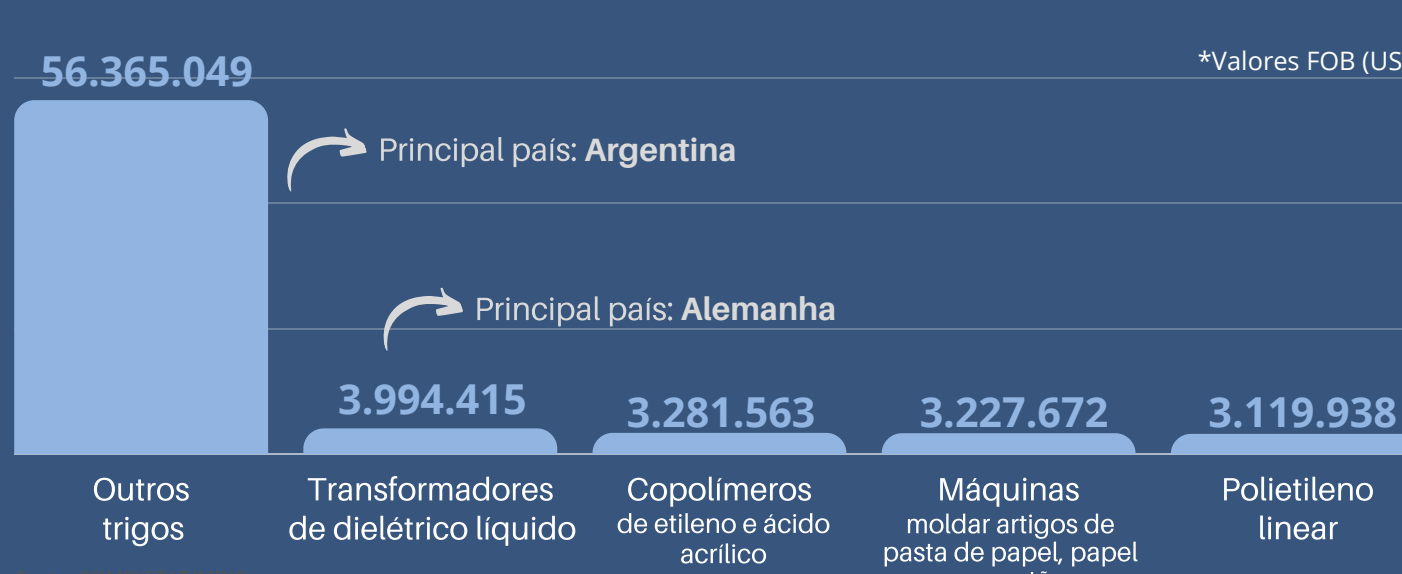 56.365.049
*Valores FOB (US
Principal país: Argentina
Principal país: Alemanha
3.994.415
3.281.563
3.227.672
3.119.938
Outros
trigos
Transformadores
de dielétrico líquido
Copolímeros
de etileno e ácido
acrílico
Máquinas
moldar artigos de
pasta de papel, papel
Polietileno
linear